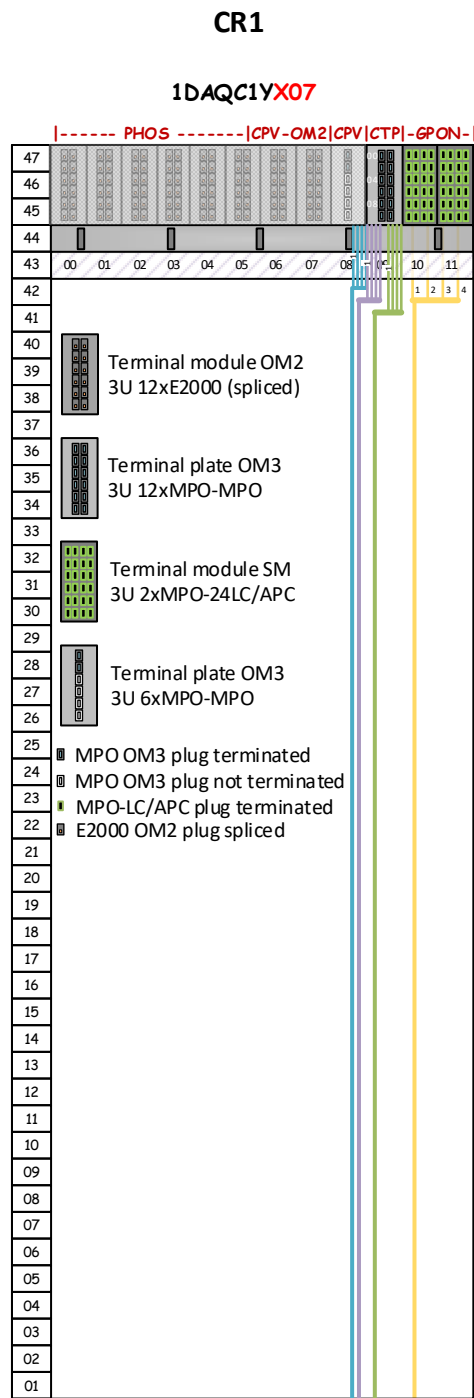 CR1
1DAQC1YX07
|------ PHOS -------|CPV-OM2|CPV|CTP|-GPON-|
47
46
45
44
43 00 01 02 03 04 05 06 07 08 10 11
42 1 2 3 4
41
40
39
38
Terminal module OM2
3U 12xE2000 (spliced)
37
36
35
34
Terminal plate OM3
3U 12xMPO-MPO
33
32
31
30
Terminal module SM
3U 2xMPO-24LC/APC
29
28
27
26
Terminal plate OM3
3U 6xMPO-MPO
25
MPO OM3 plug terminated
24
MPO OM3 plug not terminated
23
MPO-LC/APC plug terminated
22
E2000 OM2 plug spliced
21
20
19
18
17
16
15
14
13
12
11
10
09
08
07
06
05
04
03
02
01
00
04
08